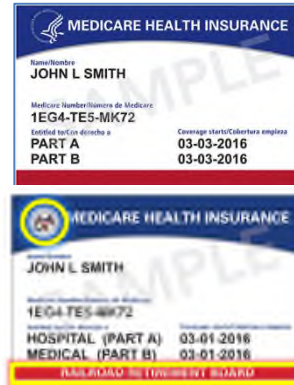 MEDICARE HEALTH INSURANCE
SAMPLE
Name/Nombre
JOHN L SMITH
Medicare Number/Número de Medicare
1EG4-TE5-MK72
Entitled to/Con derecho a Coverage starts/Cobertura empieza
PART A 03-03-2016
PART B 03-03-2016
MEDICARE HEALTH INSURANCE
SAMPLE
JOHN L SMITH
1EG4-TE5-MK72
HOSPITAL (PART A) 03-01-2016
MEDICAL (PART B) 03-01-2016
RAILROAD RETIREMENT BOARD